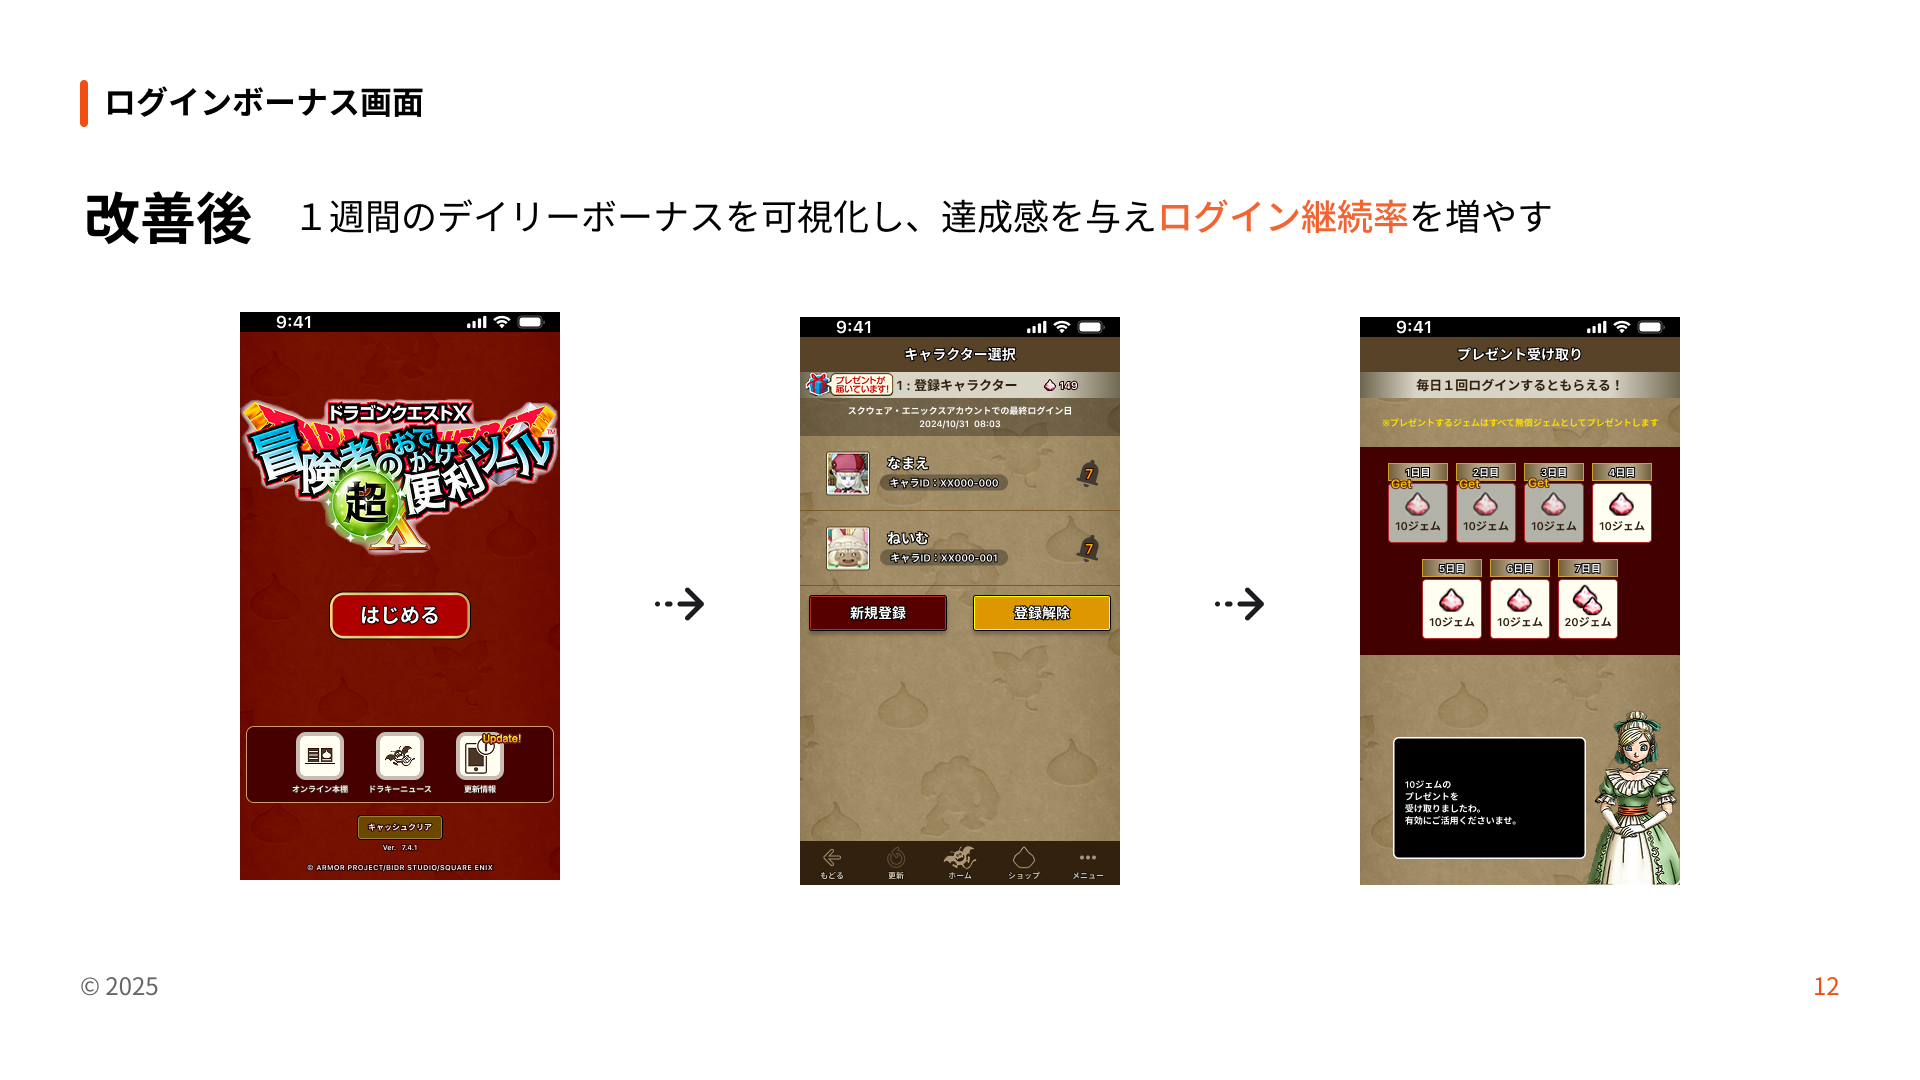 ログインボーナス画面
改善後
１週間のデイリーボーナスを可視化し、達成感を与えログイン継続率を増やす
9:41
ドラゴンクエストX
冒険者のおでかけ
超便利ツール
はじめる
Update!
オンライン本棚
ドラキーニュース
更新情報
キャッシュクリア
Ver. 7.4.1
© ARMOR PROJECT/BIDR STUDIO/SQUARE ENIX
9:41
キャラクター選択
プレゼントが
届いています!
1 : 登録キャラクター
149
スクウェア・エニックスアカウントでの最終ログイン日
2024/10/31 08:03
なまえ
キャラID：XX000-000
7
ねいむ
キャラID：XX000-001
7
新規登録
登録解除
もどる
更新
ホーム
ショップ
メニュー
9:41
プレゼント受け取り
毎日１回ログインするともらえる！
※プレゼントするジェムはすべて無償ジェムとしてプレゼントします
1日目
2日目
3日目
4日目
Get
Get
Get
10ジェム
10ジェム
10ジェム
10ジェム
5日目
6日目
7日目
10ジェム
10ジェム
20ジェム
10ジェムの
プレゼントを
受け取りましたわ。
有効にご活用くださいませ。
© 2025
12